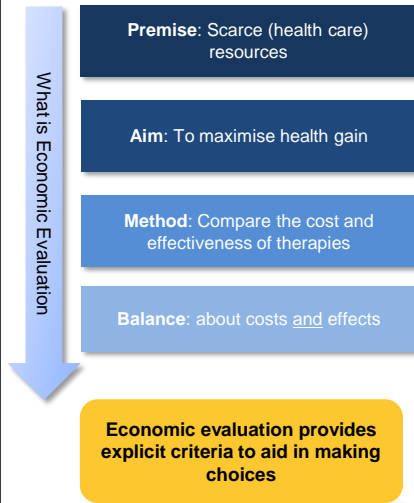 What is Economic Evaluation
Premise: Scarce (health care)
resources
Aim: To maximise health gain
Method: Compare the cost and
effectiveness of therapies
Balance: about costs and effects
Economic evaluation provides
explicit criteria to aid in making
choices